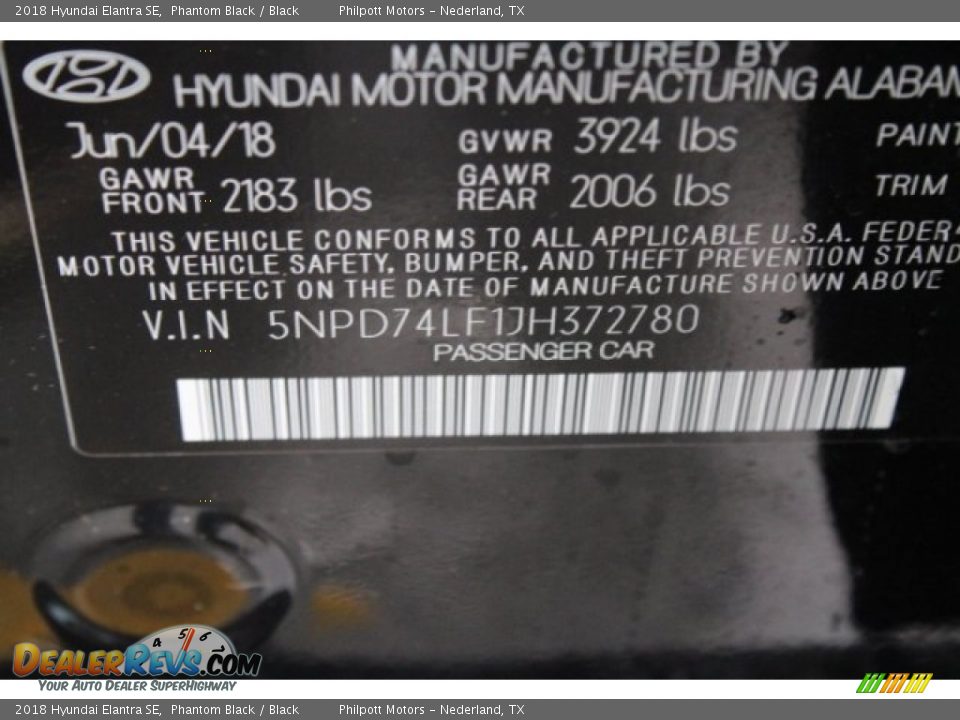 2018 Hyundai Elantra SE, Phantom Black / Black Philpott Motors - Nederland, TX
MANUFACTURED BY
HYUNDAI MOTOR MANUFACTURING ALABAM
Jun/04/18 GVWR 3924 lbs PAINT
GAWR FRONT 2183 lbs GAWR REAR 2006 lbs TRIM
THIS VEHICLE CONFORMS TO ALL APPLICABLE U.S.A. FEDER
MOTOR VEHICLE SAFETY, BUMPER, AND THEFT PREVENTION STAND
IN EFFECT ON THE DATE OF MANUFACTURE SHOWN ABOVE
V.I.N 5NPD74LF1JH372780
PASSENGER CAR
4 5 6
DEALERREVS.COM
YOUR AUTO DEALER SUPERHIGHWAY
2018 Hyundai Elantra SE, Phantom Black / Black Philpott Motors - Nederland, TX